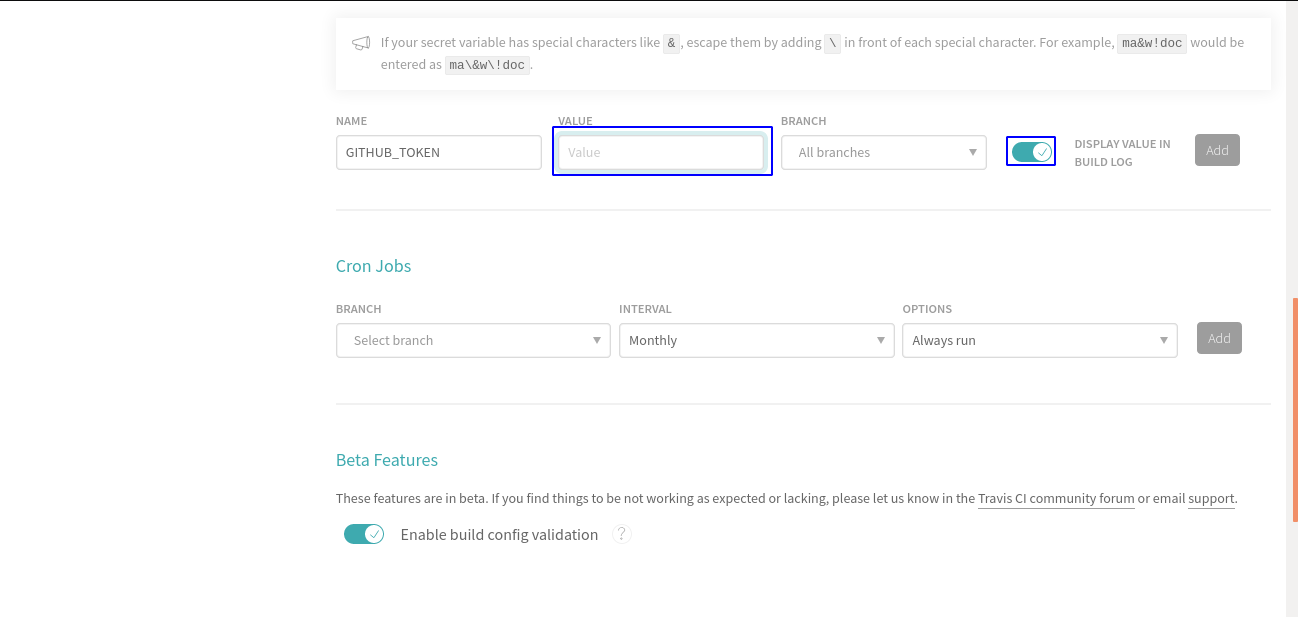 If your secret variable has special characters like & , escape them by adding \ in front of each special character. For example, ma&w!doc would be
entered as ma\&w\!doc .
NAME VALUE BRANCH
GITHUB_TOKEN Value All branches DISPLAY VALUE IN BUILD LOG Add
Cron Jobs
BRANCH INTERVAL OPTIONS
Select branch Monthly Always run Add
Beta Features
These features are in beta. If you find things to be not working as expected or lacking, please let us know in the Travis CI community forum or email support.
Enable build config validation ?